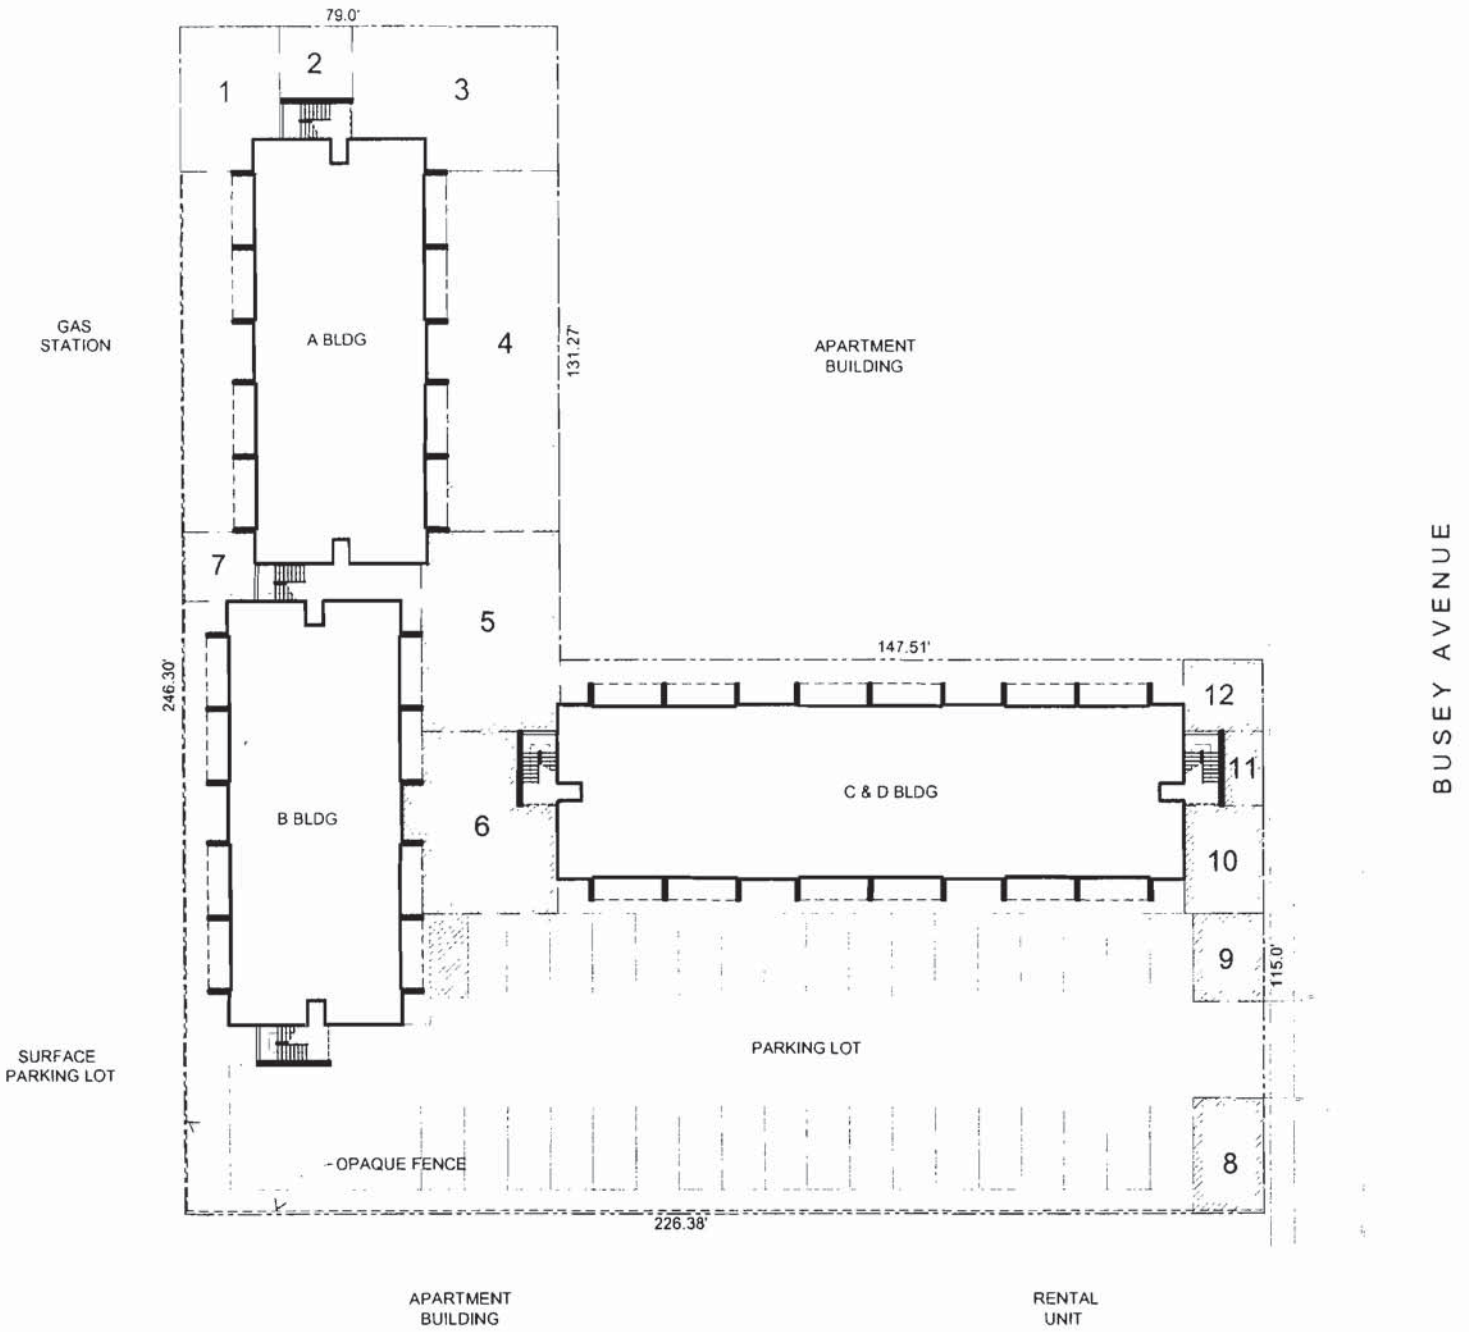 79.0'
1
2
3
GAS
STATION
A BLDG
4
131.27'
APARTMENT
BUILDING
7
5
147.51'
246.30'
12
11
C & D BLDG
B BLDG
6
10
9
115.0'
BUSEY AVENUE
SURFACE
PARKING LOT
PARKING LOT
OPAQUE FENCE
8
226.38'
APARTMENT
BUILDING
RENTAL
UNIT